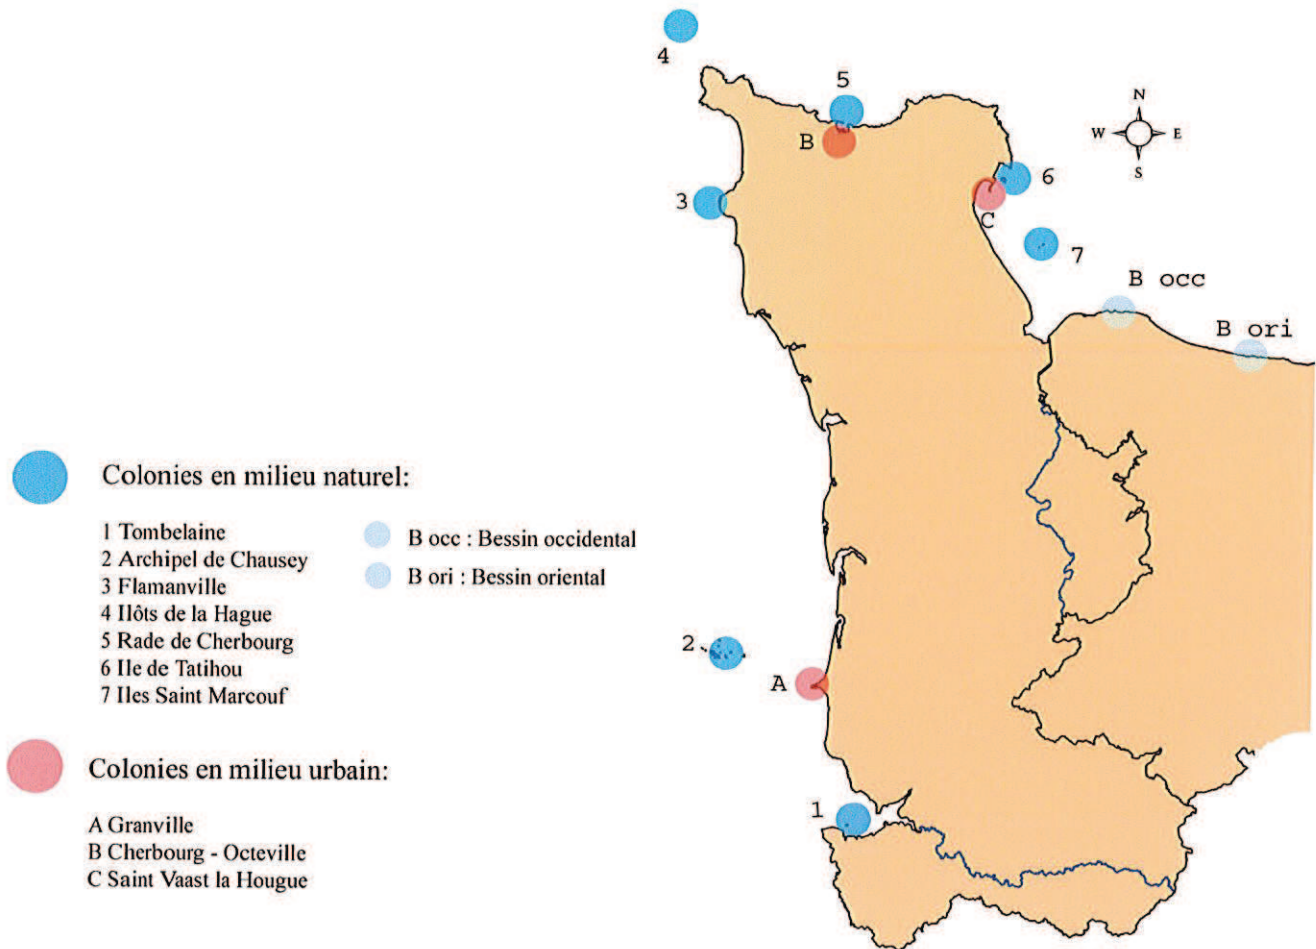 4
5
N
B
W E
S
6
3
C
7
B occ
B ori
Colonies en milieu naturel:
1 Tombelaine
2 Archipel de Chausey
3 Flamanville
4 Ilôts de la Hague
5 Rade de Cherbourg
6 Ile de Tatihou
7 Iles Saint Marcouf
B occ : Bessin occidental
B ori : Bessin oriental
2
A
Colonies en milieu urbain:
A Granville
B Cherbourg - Octeville
C Saint Vaast la Hougue
1